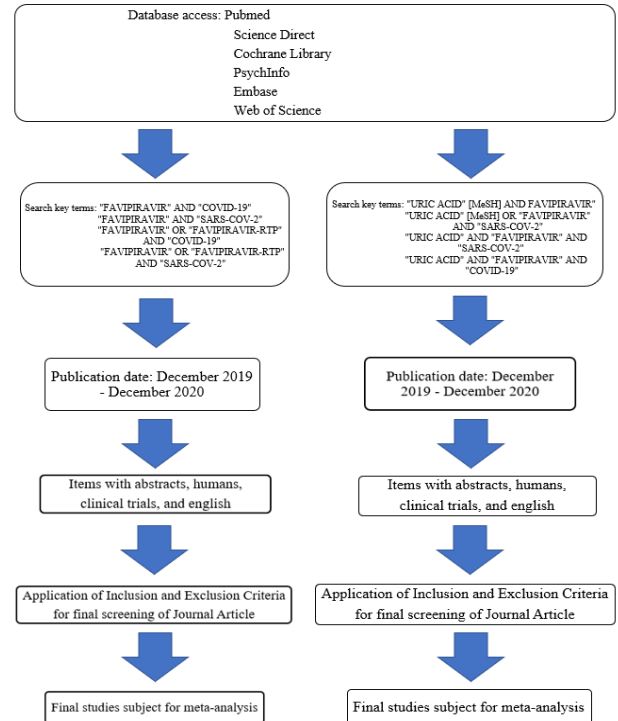 Database access: Pubmed
Science Direct
Cochrane Library
PsychInfo
Embase
Web of Science
Search key terms: "FAVIPIRAVIR" AND "COVID-19"
"FAVIPIRAVIR" AND "SARS-COV-2"
"FAVIPIRAVIR" OR "FAVIPIRAVIR-RTP"
AND "COVID-19"
"FAVIPIRAVIR" OR "FAVIPIRAVIR-RTP"
AND "SARS-COV-2"
Search key terms: "URIC ACID" [MeSH] AND FAVIPIRAVIR"
"URIC ACID" [MeSH] OR "FAVIPIRAVIR"
AND "SARS-COV-2"
"URIC ACID" AND "FAVIPIRAVIR" AND
"SARS-COV-2"
"URIC ACID" AND "FAVIPIRAVIR" AND
"COVID-19"
Publication date: December 2019
- December 2020
Publication date: December
2019 - December 2020
Items with abstracts, humans,
clinical trials, and english
Items with abstracts, humans,
clinical trials, and english
Application of Inclusion and Exclusion Criteria
for final screening of Journal Article
Application of Inclusion and Exclusion Criteria
for final screening of Journal Article
Final studies subject for meta-analysis
Final studies subject for meta-analysis